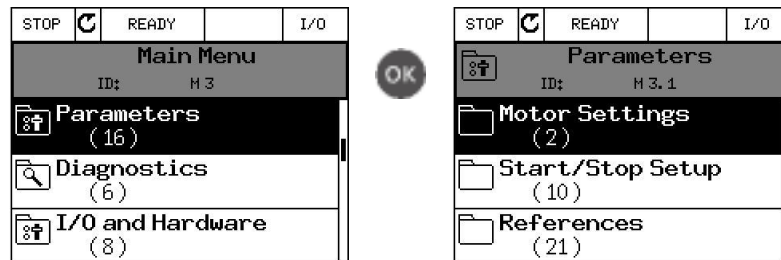 STOP READY I/O
Main Menu
ID: M3
Parameters
(16)
Diagnostics
(6)
I/O and Hardware
(8)
OK
STOP READY I/O
Parameters
ID: M3.1
Motor Settings
(2)
Start/Stop Setup
(10)
References
(21)